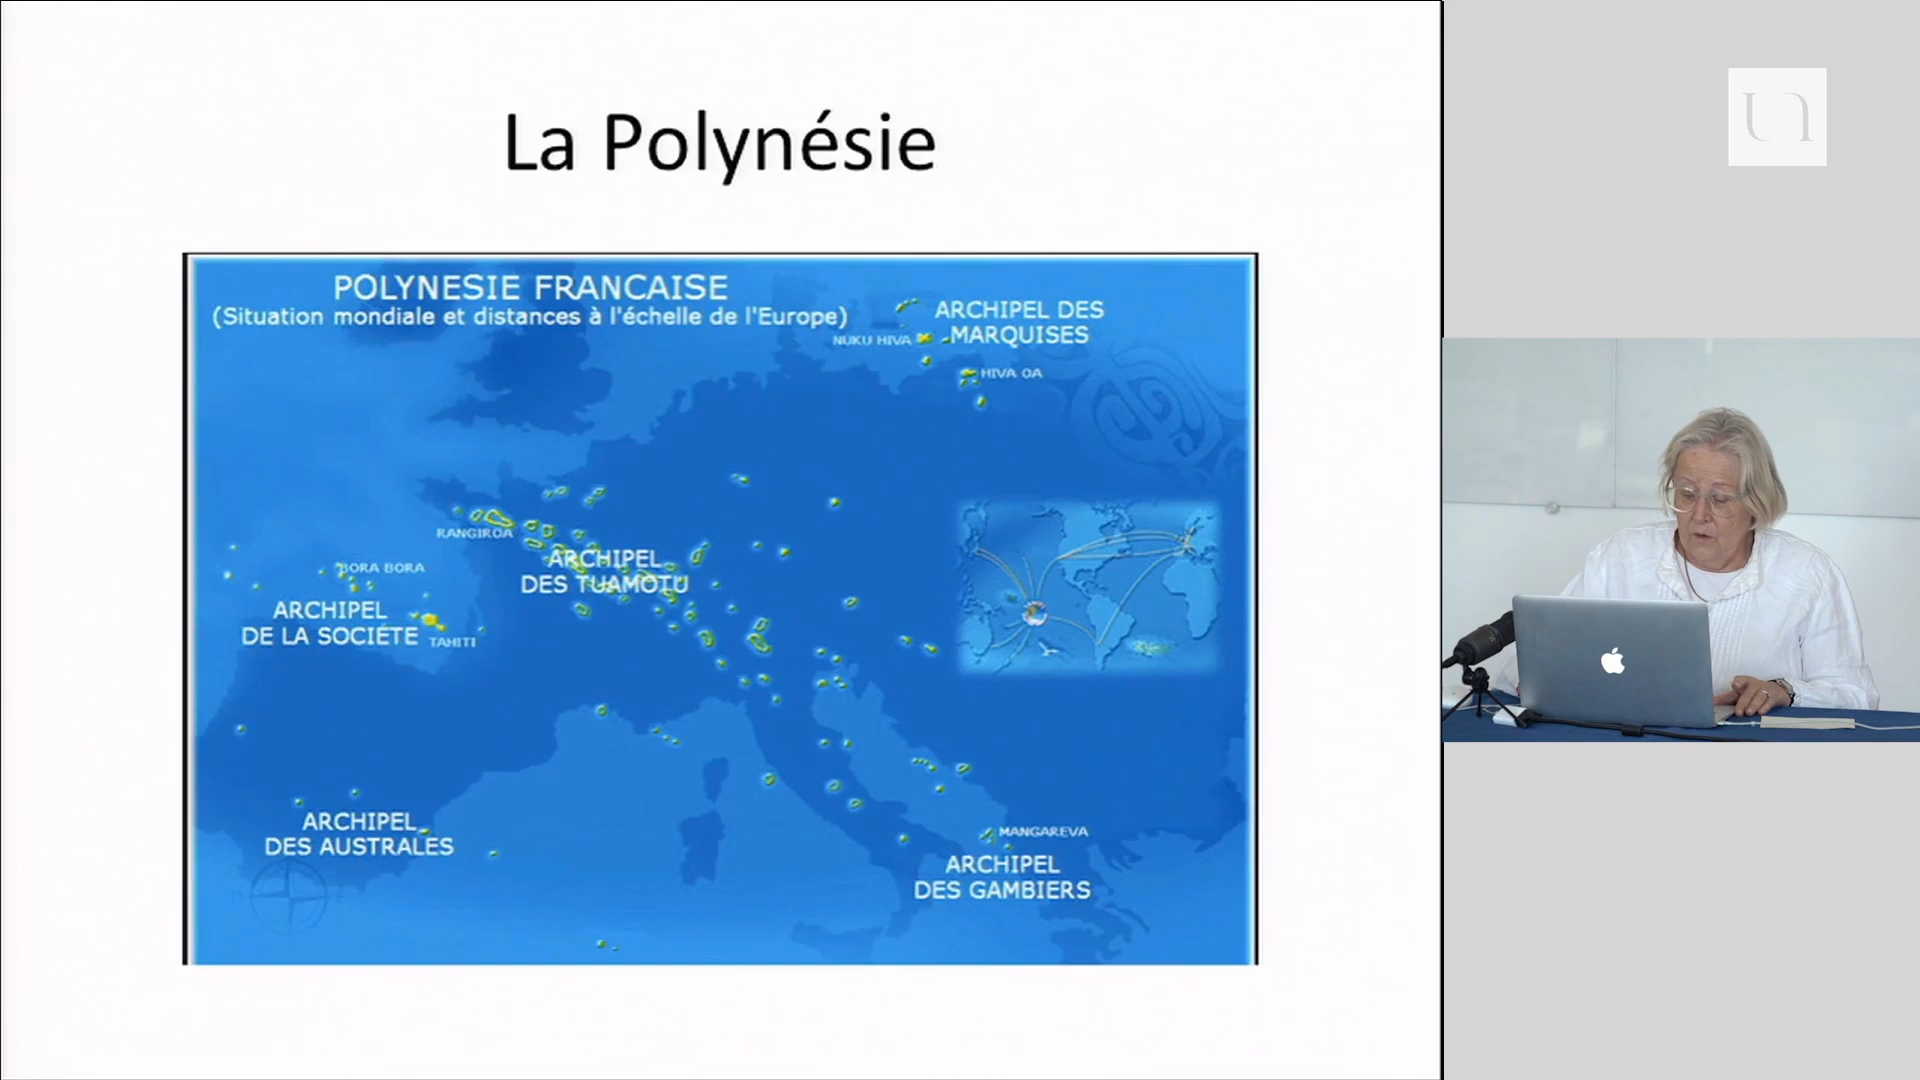 La Polynésie
POLYNESIE FRANCAISE
(Situation mondiale et distances à l'échelle de l'Europe)
ARCHIPEL DES
MARQUISES
NUKU HIVA
HIVA OA
RANGIROA
ARCHIPEL
DES TUAMOTU
BORA BORA
ARCHIPEL
DE LA SOCIÉTE
TAHITI
ARCHIPEL
DES AUSTRALES
MANGAREVA
ARCHIPEL
DES GAMBIERS